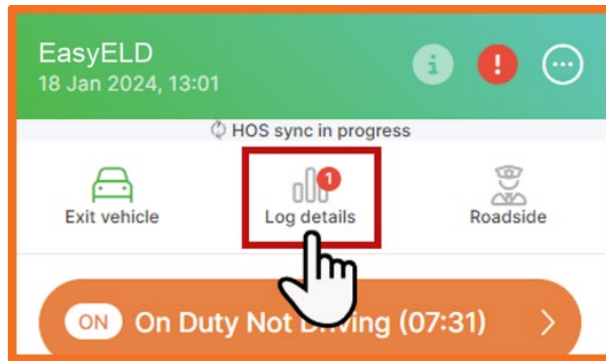 EasyELD
18 Jan 2024, 13:01
HOS sync in progress
1
Exit vehicle
Log details
Roadside
ON On Duty Not Driving (07:31)